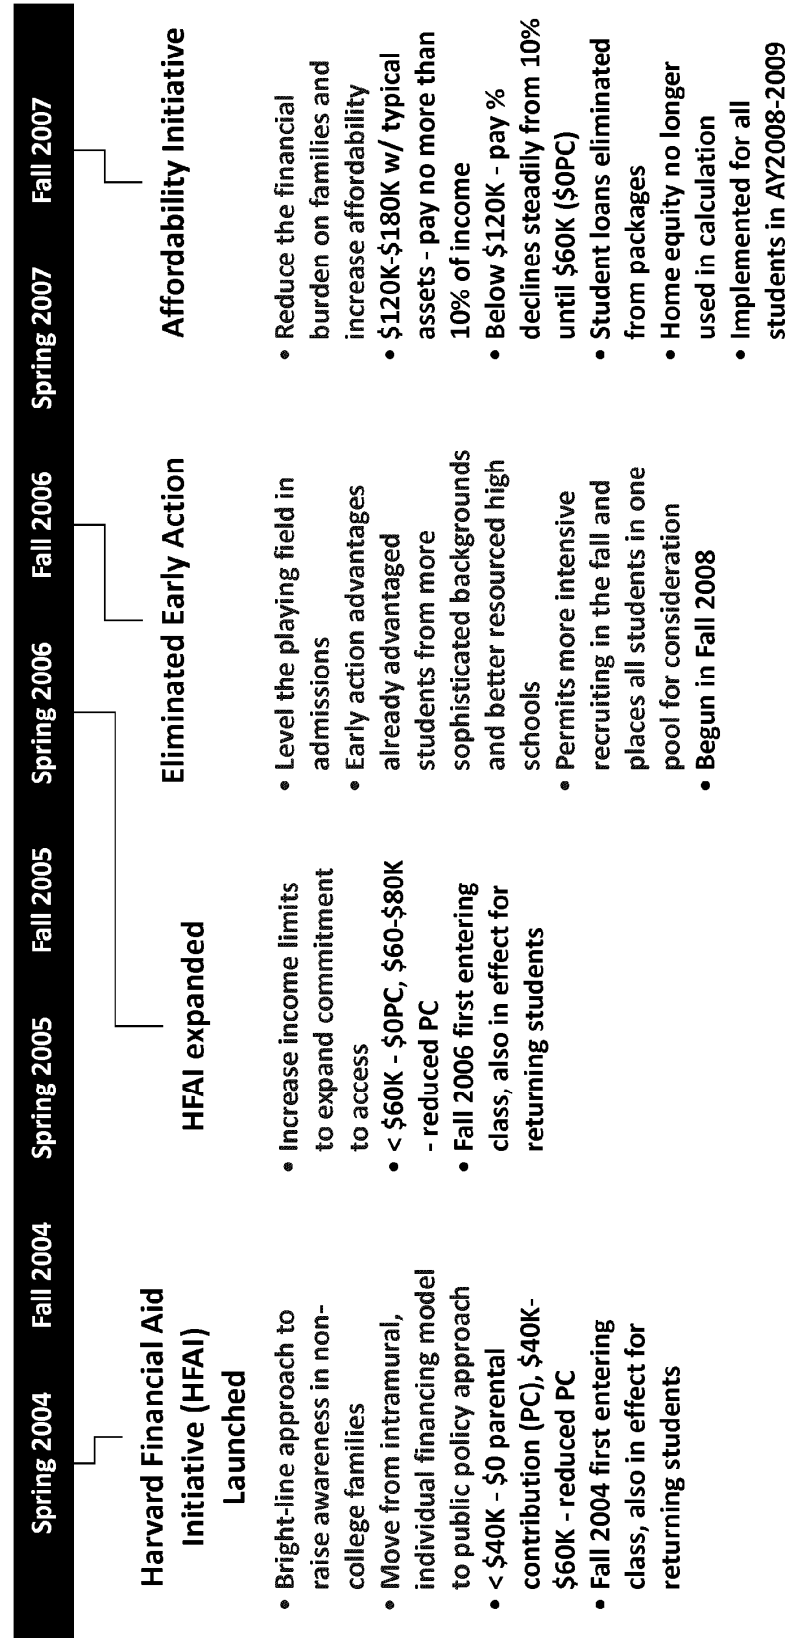 Spring 2004 Fall 2004 Spring 2005 Fall 2005 Spring 2006 Fall 2006 Spring 2007 Fall 2007
Harvard Financial Aid
Initiative (HFAI)
Launched
• Bright-line approach to
raise awareness in non-
college families
• Move from intramural,
individual financing model
to public policy approach
• < $40K - $0 parental
contribution (PC), $40K-
$60K - reduced PC
• Fall 2004 first entering
class, also in effect for
returning students
HFAI expanded
• Increase income limits
to expand commitment
to access
• < $60K - $0PC, $60-$80K
- reduced PC
• Fall 2006 first entering
class, also in effect for
returning students
Eliminated Early Action
• Level the playing field in
admissions
• Early action advantages
already advantaged
students from more
sophisticated backgrounds
and better resourced high
schools
• Permits more intensive
recruiting in the fall and
places all students in one
pool for consideration
• Begun in Fall 2008
Affordability Initiative
• Reduce the financial
burden on families and
increase affordability
• $120K-$180K w/ typical
assets - pay no more than
10% of income
• Below $120K - pay %
declines steadily from 10%
until $60K ($0PC)
• Student loans eliminated
from packages
• Home equity no longer
used in calculation
• Implemented for all
students in AY2008-2009